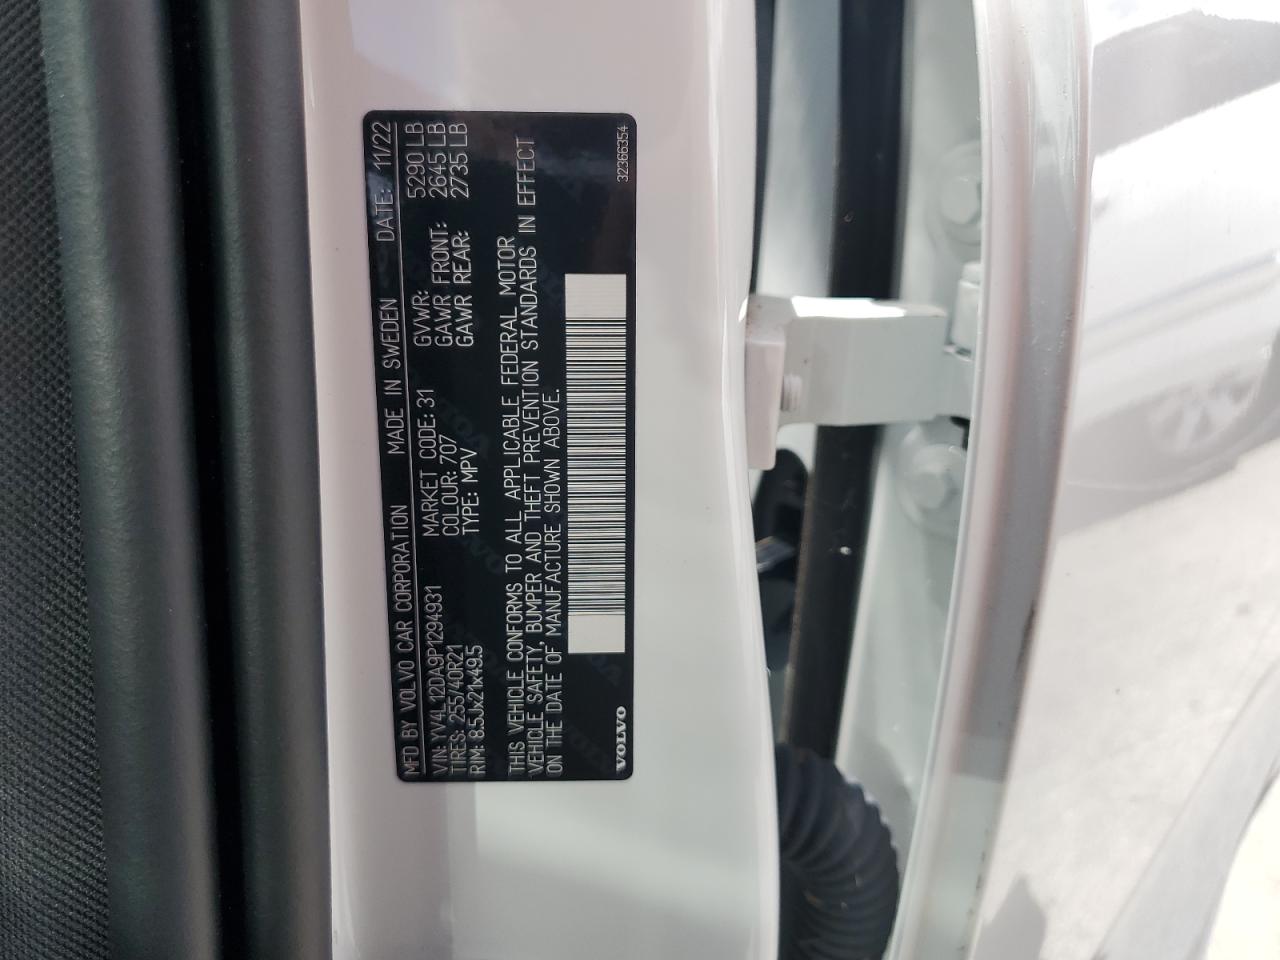 MFD BY VOLVO CAR CORPORATION MADE IN SWEDEN DATE: 11/22
VIN: YV4L12DA9P1294931 MARKET CODE: 31 GVWR: 5290 LB
TIRES: 255/40R21 COLOUR: 707 GAWR FRONT: 2645 LB
RIM: 8.5Jx21x49.5 TYPE: MPV GAWR REAR: 2735 LB
THIS VEHICLE CONFORMS TO ALL APPLICABLE FEDERAL MOTOR
VEHICLE SAFETY, BUMPER AND THEFT PREVENTION STANDARDS IN EFFECT
ON THE DATE OF MANUFACTURE SHOWN ABOVE.
VOLVO 32366354